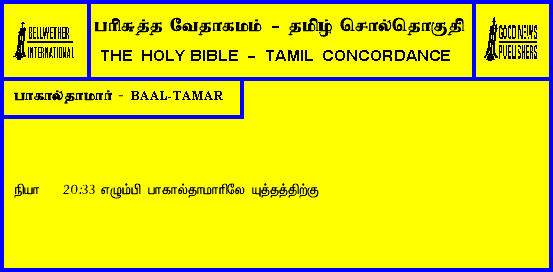 BELLWETHER
INTERNATIONAL
பரிசுத்த வேதாகமம் - தமிழ் சொல்தொகுதி
THE HOLY BIBLE - TAMIL CONCORDANCE
GOOD NEWS
PUBLISHERS
பாகால்தாமார் - BAAL-TAMAR
நியா 20:33 எழும்பி பாகால்தாமாரிலே யுத்தத்திற்கு